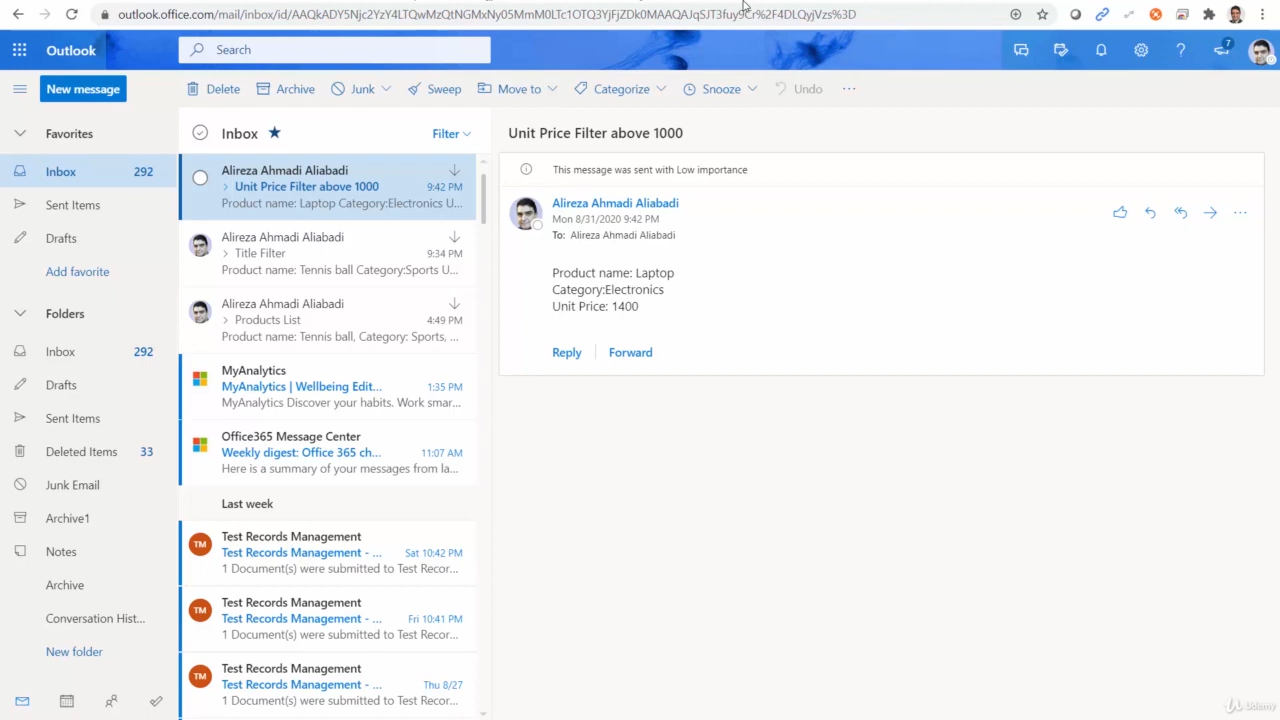 outlook.office.com/mail/inbox/id/AAQkADY5Njc2YzY4LTQwMzQtNGMxNy05MmM0LTc1OTQ3YjFjZDk0MAAQAJqSJT3fuy9Cr%2F4DLQyjVzs%3D
Outlook
Search
7
New message
Delete
Archive
Junk
Sweep
Move to
Categorize
Snooze
Undo
Favorites
Inbox 292
Sent Items
Drafts
Add favorite
Folders
Inbox 292
Drafts
Sent Items
Deleted Items 33
Junk Email
Archive1
Notes
Archive
Conversation Hist...
New folder
Inbox
Filter
Alireza Ahmadi Aliabadi
Unit Price Filter above 1000 9:42 PM
Product name: Laptop Category:Electronics U...
Alireza Ahmadi Aliabadi
Title Filter 9:34 PM
Product name: Tennis ball Category:Sports U...
Alireza Ahmadi Aliabadi
Products List 4:49 PM
Product name: Tennis ball, Category: Sports, ...
MyAnalytics
MyAnalytics | Wellbeing Edit... 1:35 PM
MyAnalytics Discover your habits. Work smar...
Office365 Message Center
Weekly digest: Office 365 ch... 11:07 AM
Here is a summary of your messages from la...
Last week
TM
Test Records Management
Test Records Management - ... Sat 10:42 PM
1 Document(s) were submitted to Test Recor...
TM
Test Records Management
Test Records Management - ... Fri 10:41 PM
1 Document(s) were submitted to Test Recor...
TM
Test Records Management
Test Records Management - ... Thu 8/27
1 Document(s) were submitted to Test Recor...
Unit Price Filter above 1000
This message was sent with Low importance
Alireza Ahmadi Aliabadi
Mon 8/31/2020 9:42 PM
To: Alireza Ahmadi Aliabadi
Product name: Laptop
Category:Electronics
Unit Price: 1400
Reply
Forward
Udemy